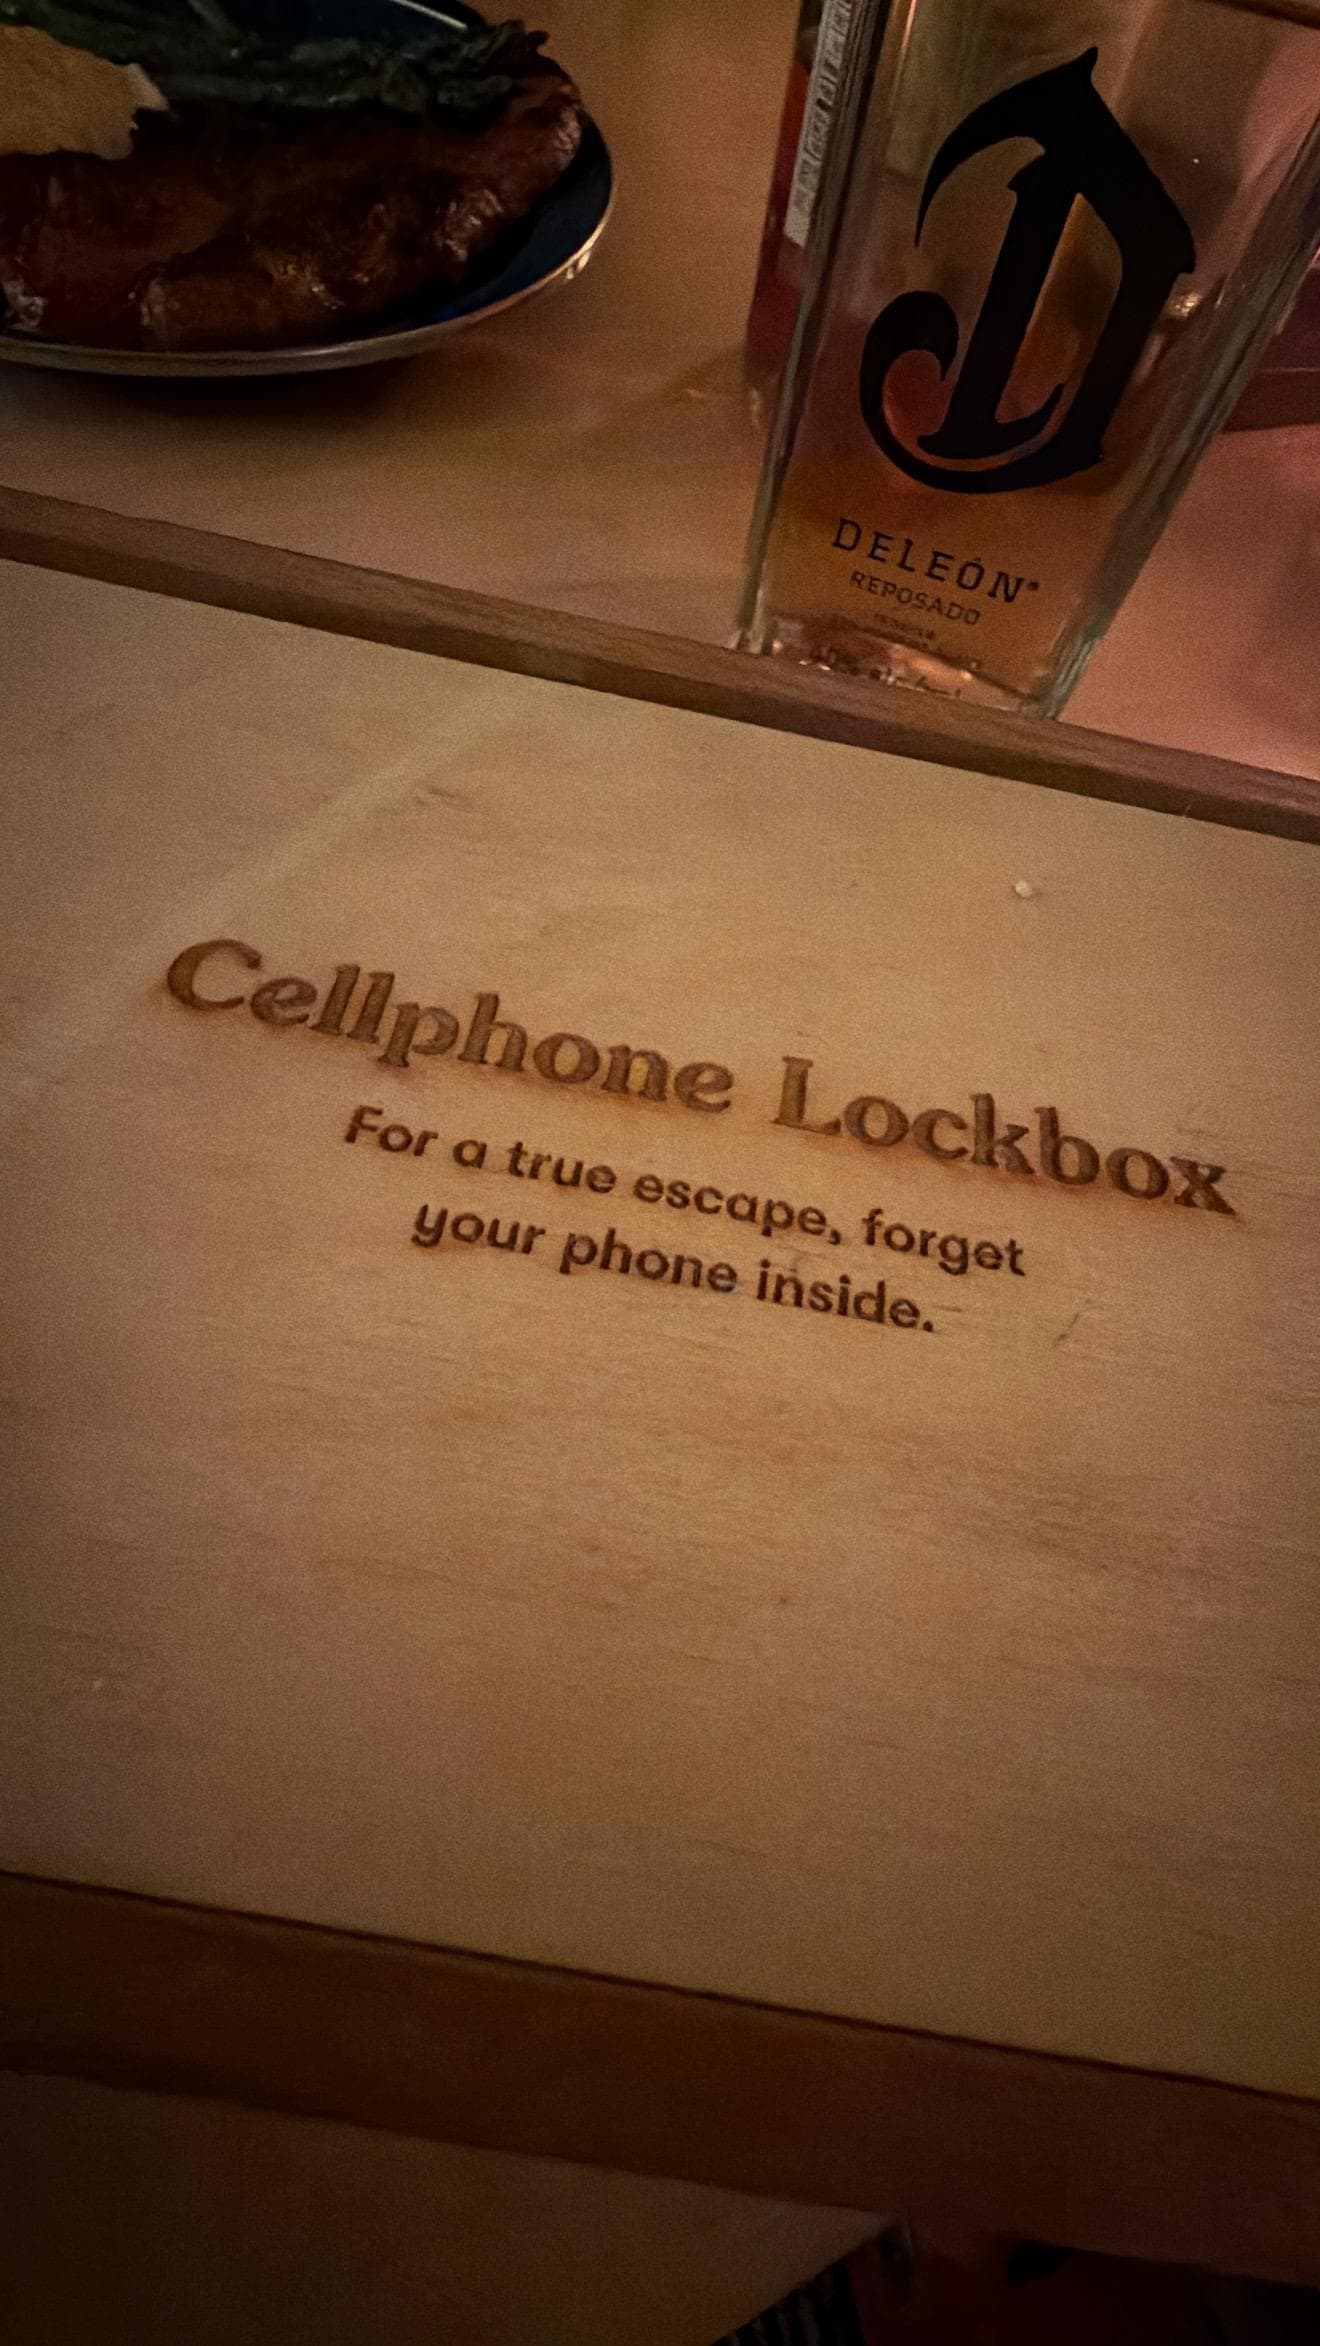 D
DELEÓN®
REPOSADO
Cellphone Lockbox
For a true escape, forget
your phone inside.